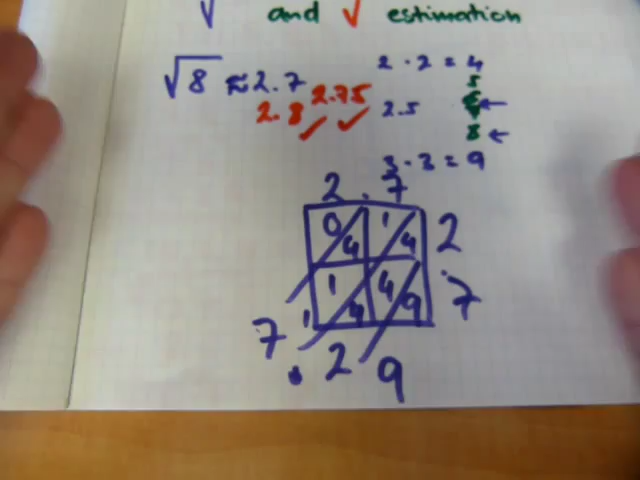 √ and √ estimation
√8 ≈ 2.7
2.8 ✓ 2.75 ✓
2 · 2 = 4
5
2.5 ←
8 ←
3 · 3 = 9
2 . 7
0 4 1 4 2
1 4 4 9 7
7 1
. 2 9